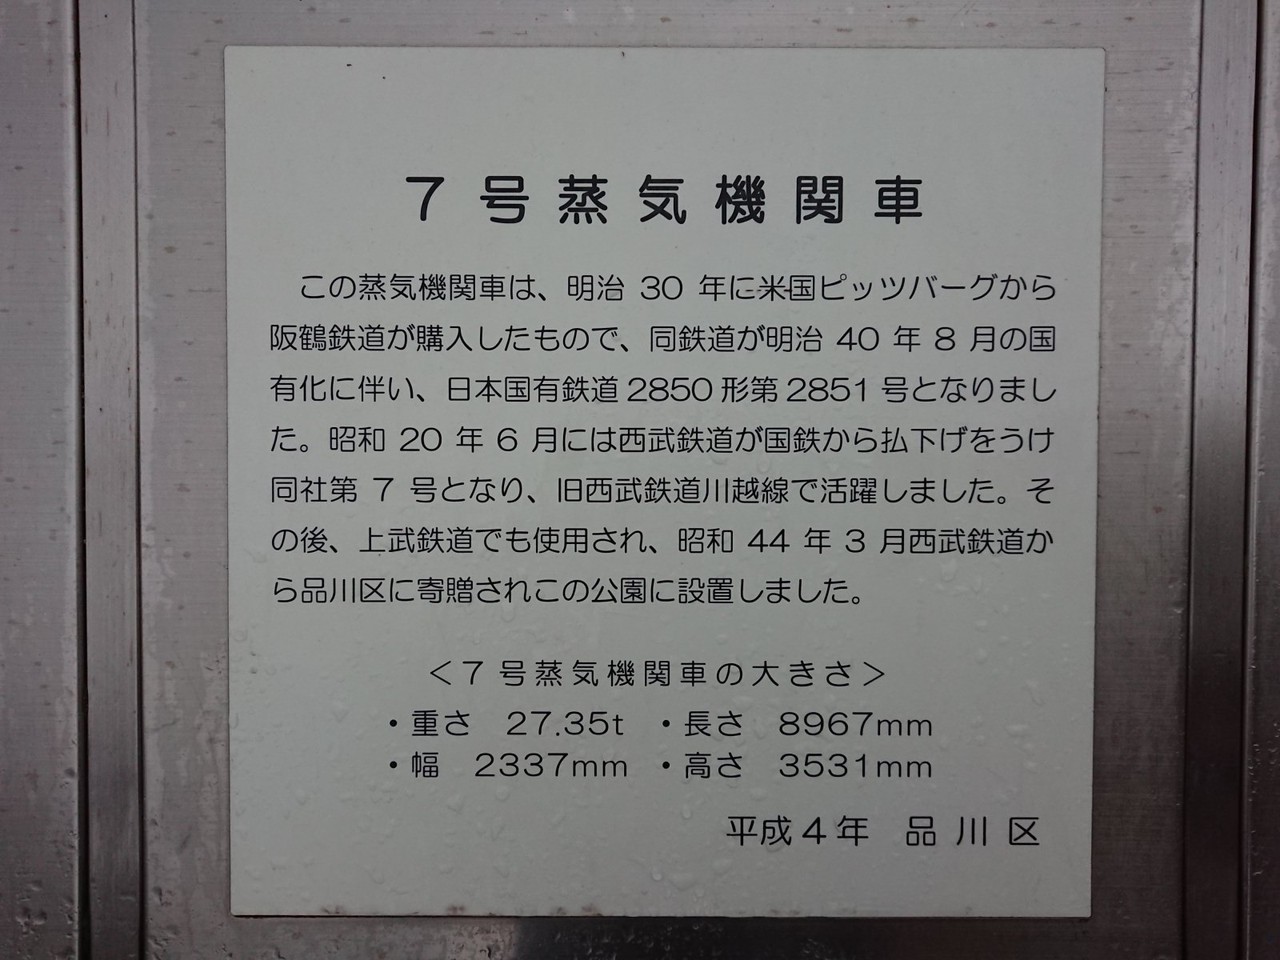 7号蒸気機関車
この蒸気機関車は、明治 30 年に米国ピッツバーグから
阪鶴鉄道が購入したもので、同鉄道が明治 40 年 8 月の国
有化に伴い、日本国有鉄道2850形第2851号となりまし
た。昭和 20 年 6 月には西武鉄道が国鉄から払下げをうけ
同社第 7 号となり、旧西武鉄道川越線で活躍しました。そ
の後、上武鉄道でも使用され、昭和 44 年 3 月西武鉄道か
ら品川区に寄贈されこの公園に設置しました。
＜7号蒸気機関車の大きさ＞
・重さ　27.35t　・長さ　8967mm
・幅　2337mm　・高さ　3531mm
平成4年　品川区